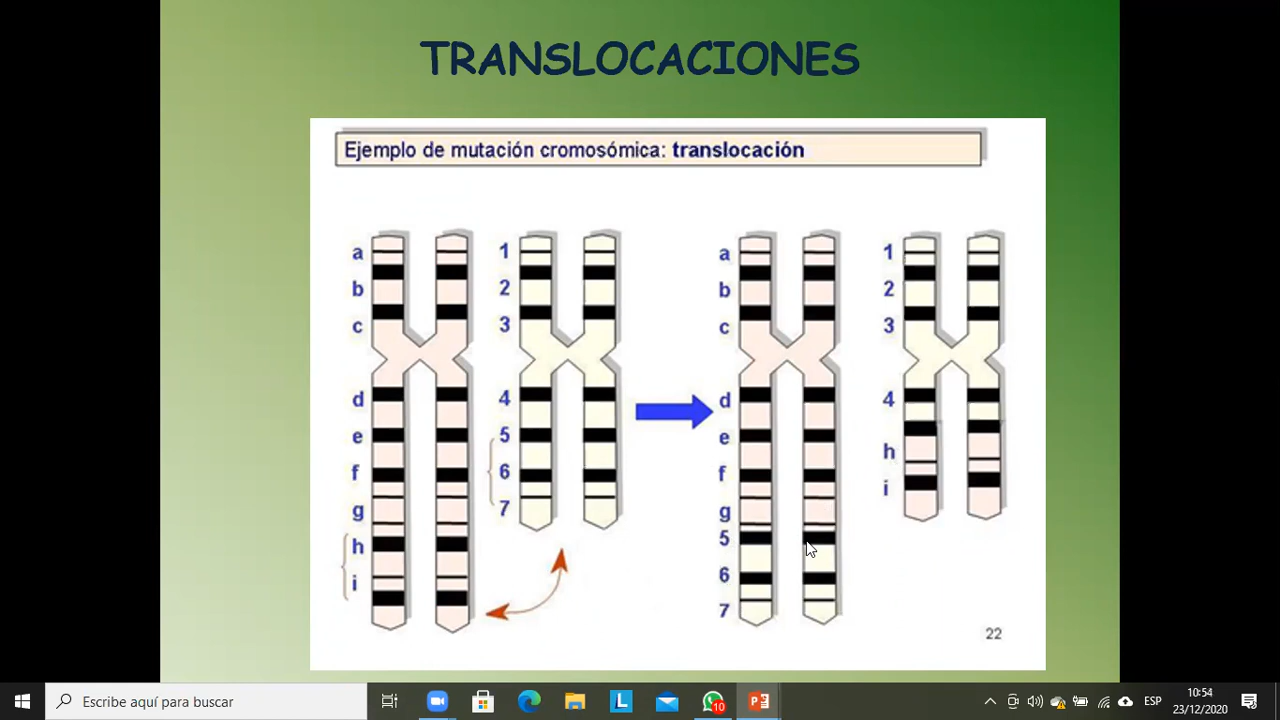 TRANSLOCACIONES
Ejemplo de mutación cromosómica: translocación
a
b
c
d
e
f
g
h
i
1
2
3
4
5
6
7
a
b
c
d
e
f
g
5
6
7
1
2
3
4
h
i
22
Escribe aquí para buscar
L
10
P
ESP
10:54
23/12/2020